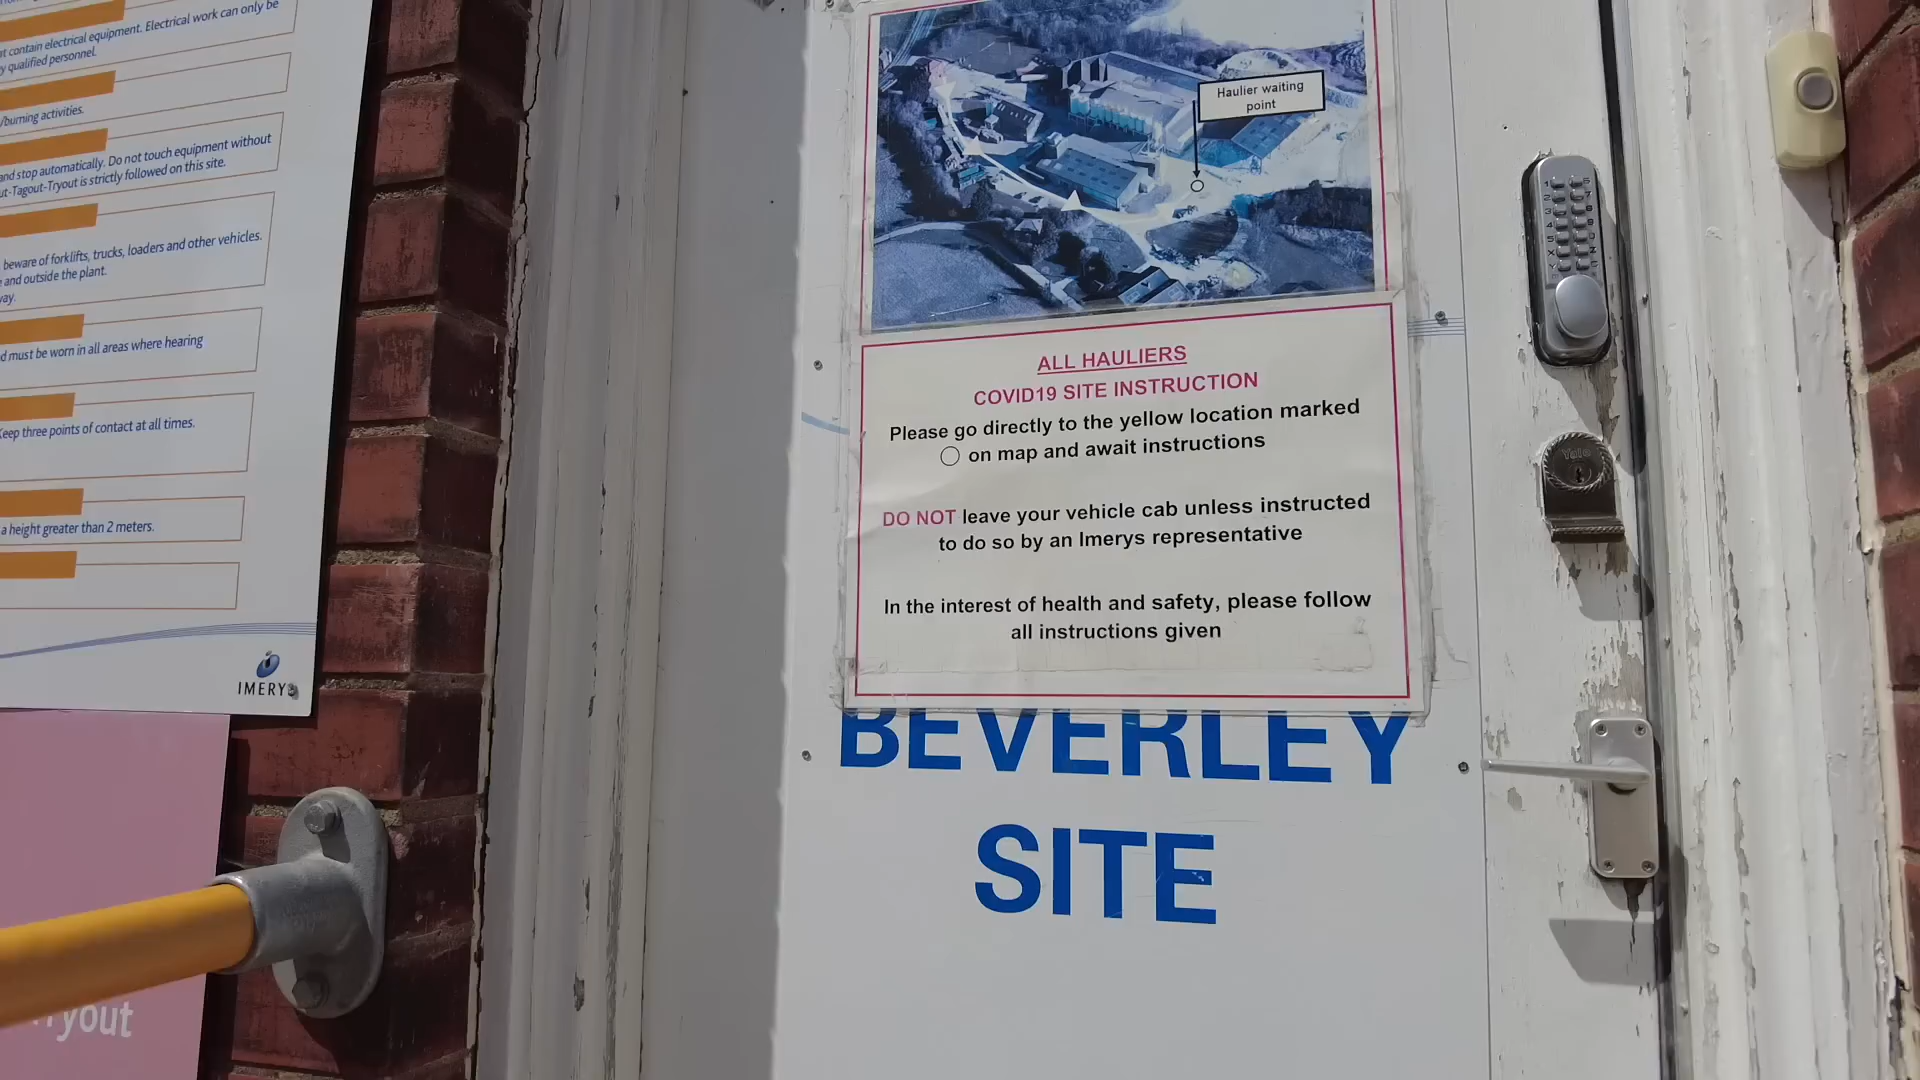 t contain electrical equipment. Electrical work can only be
y qualified personnel.
/burning activities.
and stop automatically. Do not touch equipment without
ut-Tagout-Tryout is strictly followed on this site.
beware of forklifts, trucks, loaders and other vehicles.
and outside the plant.
way.
d must be worn in all areas where hearing
Keep three points of contact at all times.
a height greater than 2 meters.
IMERYS
ryout
Haulier waiting
point
ALL HAULIERS
COVID19 SITE INSTRUCTION
Please go directly to the yellow location marked
on map and await instructions
DO NOT leave your vehicle cab unless instructed
to do so by an Imerys representative
In the interest of health and safety, please follow
all instructions given
BEVERLEY
SITE
Yale